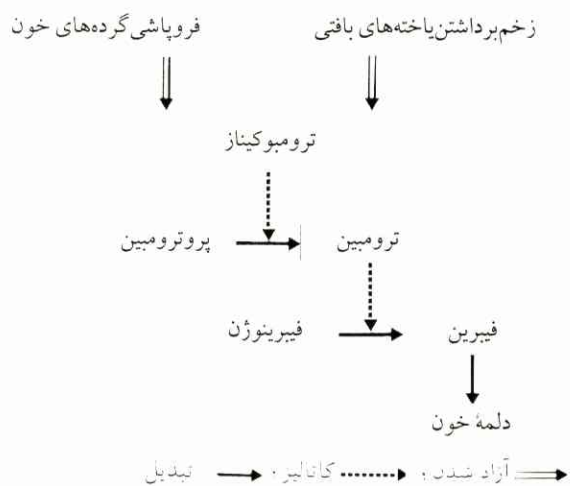 زخم‌برداشتن‌یاخته‌های بافتی فروپاشی‌گرده‌های خون
ترومبوکیناز
ترومبین پروترومبین
فیبرین فیبرینوژن
دلمهٔ خون
آزاد شدن؛ کاتالیز؛ تبدیل